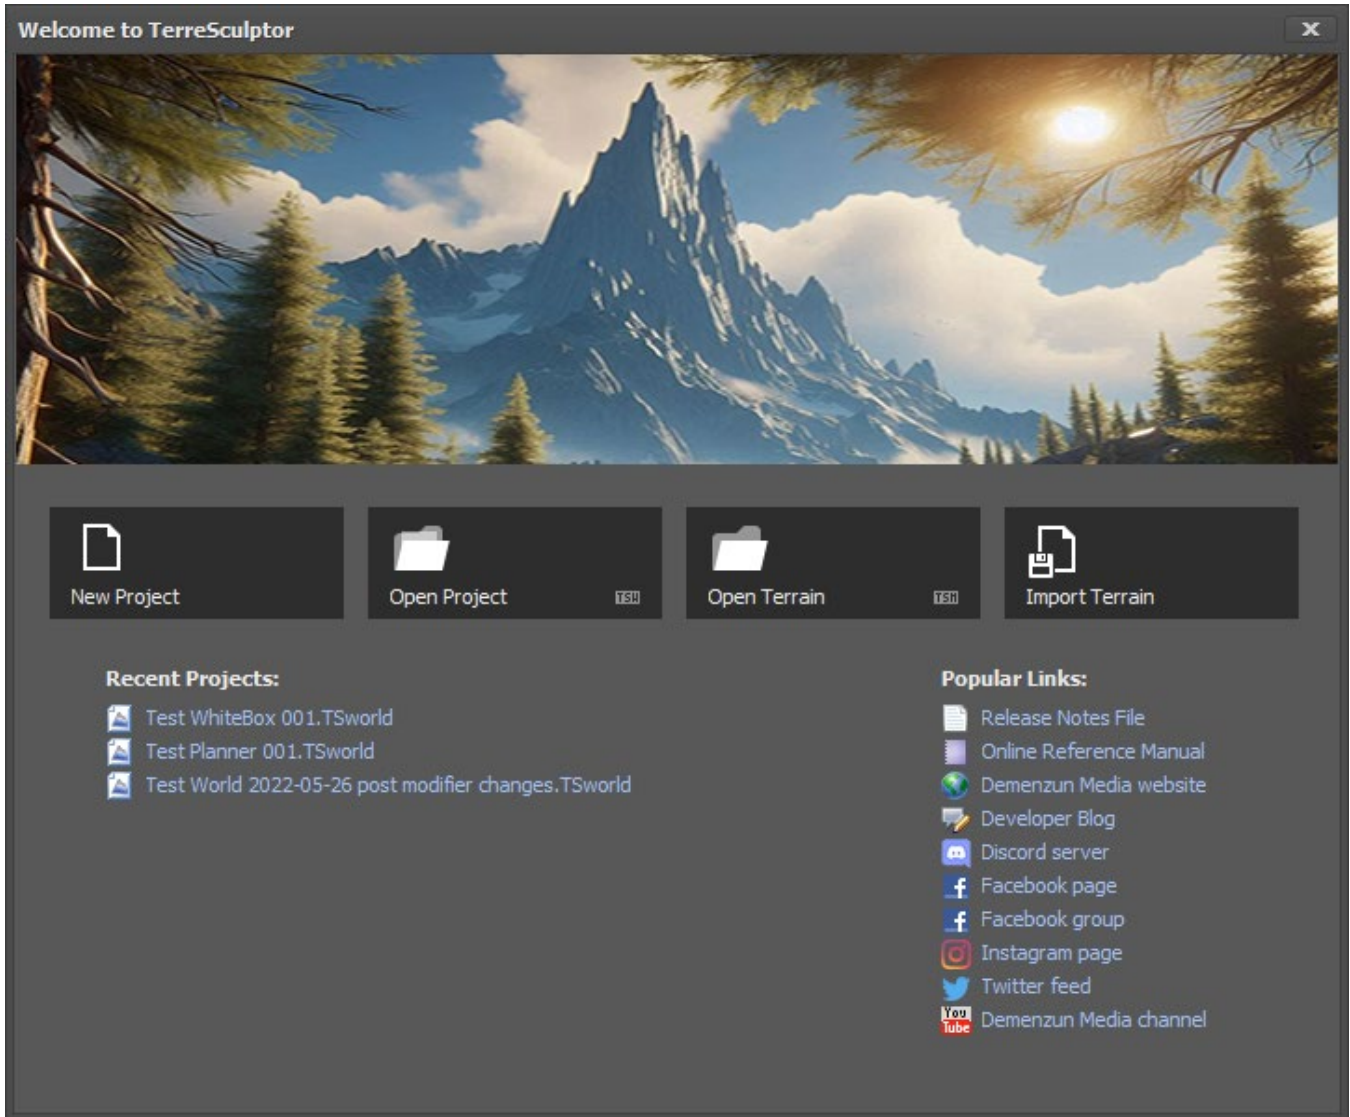 Welcome to TerreSculptor
New Project
Open Project
TSW
Open Terrain
Import Terrain
Recent Projects:
Test WhiteBox 001.TSworld
Test Planner 001.TSworld
Test World 2022-05-26 post modifier changes.TSworld
Popular Links:
Release Notes File
Online Reference Manual
Demenzun Media website
Developer Blog
Discord server
Facebook page
Facebook group
Instagram page
Twitter feed
You
Tube
Demenzun Media channel